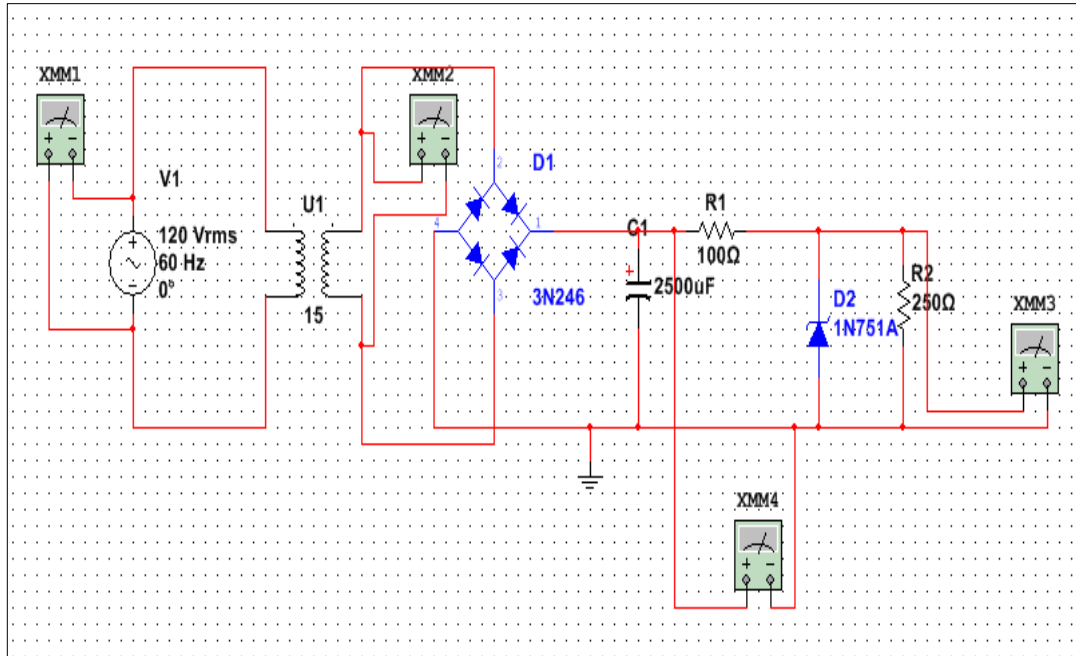 XMM1
XMM2
V1
U1
120 Vrms
60 Hz
0°
15
+ −
+ −
+
−
2
4
1
3
D1
3N246
C1
+
2500uF
R1
100Ω
D2
1N751A
R2
250Ω
XMM3
+ −
XMM4
+ −